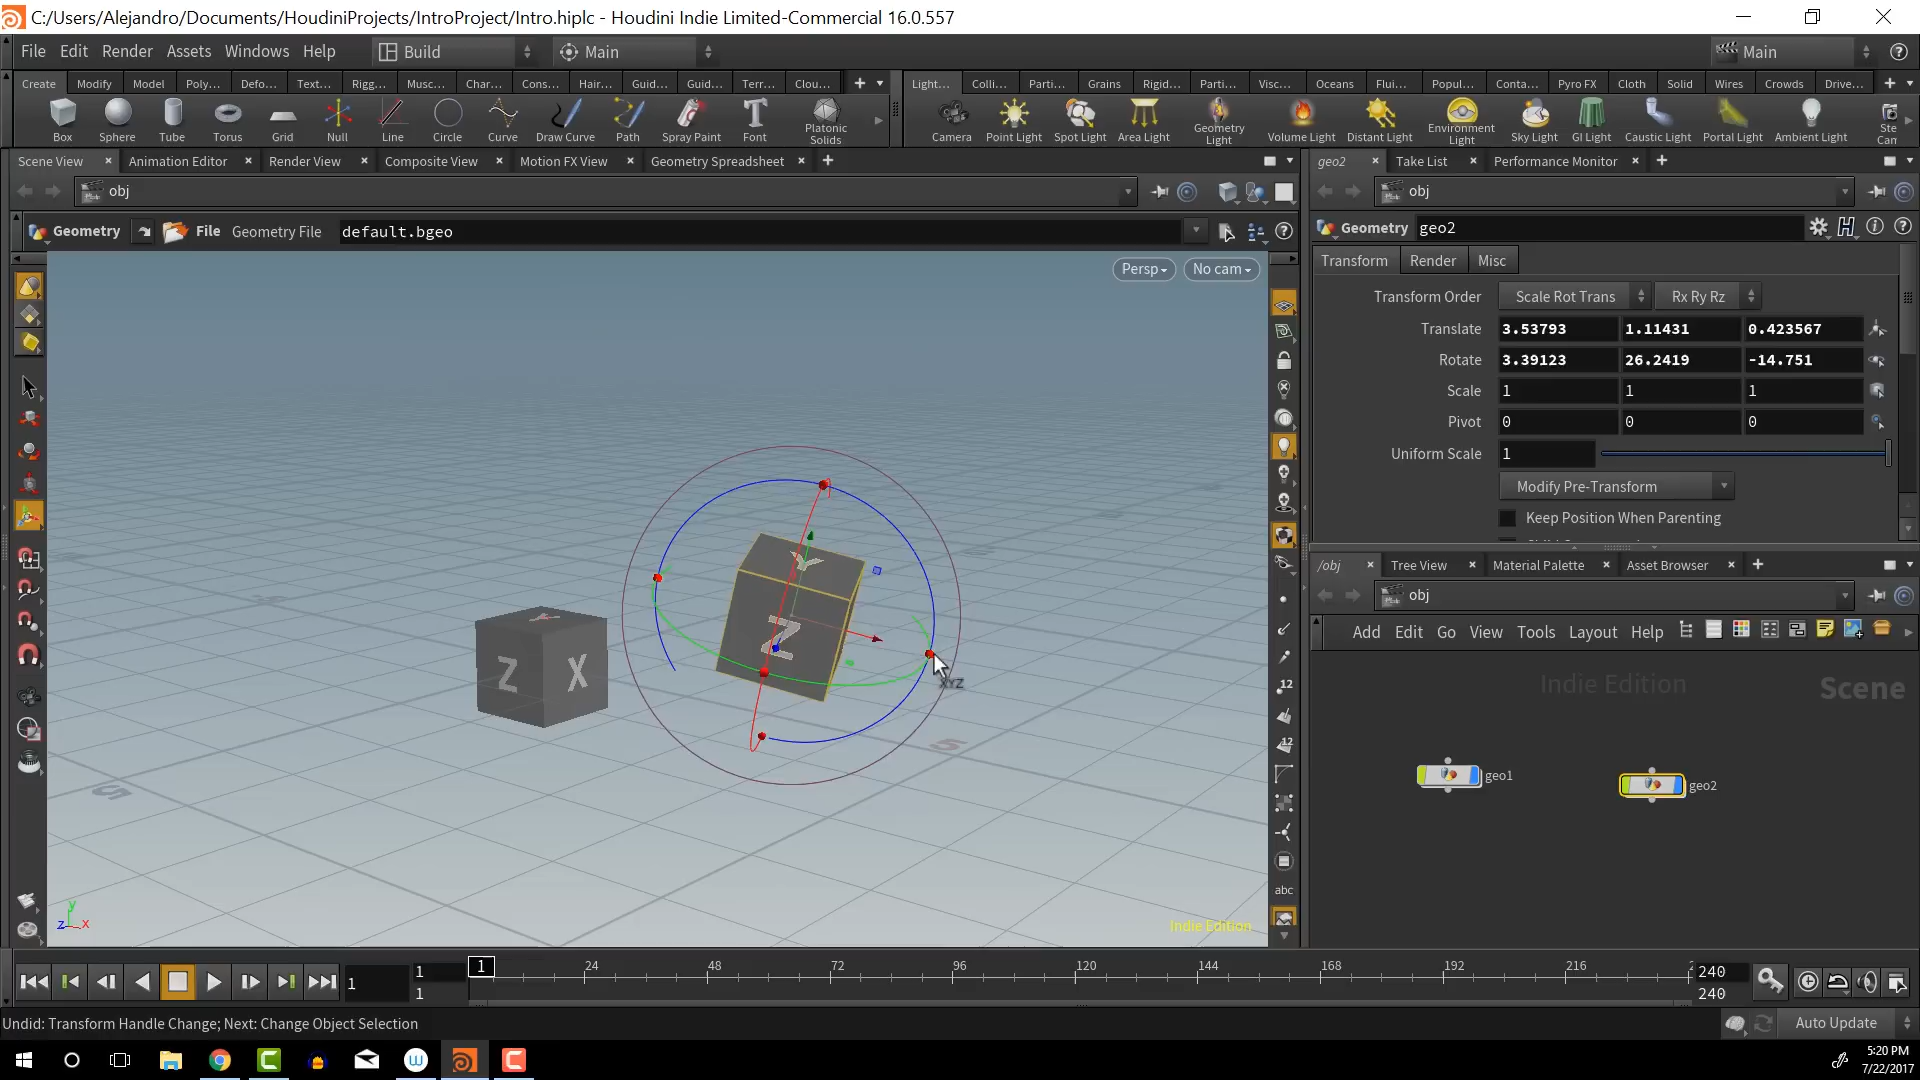 C:/Users/Alejandro/Documents/HoudiniProjects/IntroProject/Intro.hiplc - Houdini Indie Limited-Commercial 16.0.557
File Edit Render Assets Windows Help Build Main Main
Create Modify Model Poly... Defo... Text... Rigg... Musc... Char... Cons... Hair... Guid... Guid... Terr... Clou... Light... Colli... Parti... Grains Rigid... Parti... Visc... Oceans Flui... Popul... Conta... Pyro FX Cloth Solid Wires Crowds Drive...
Box Sphere Tube Torus Grid Null Line Circle Curve Draw Curve Path Spray Paint Font Platonic Solids Camera Point Light Spot Light Area Light Geometry Light Volume Light Distant Light Environment Light Sky Light GI Light Caustic Light Portal Light Ambient Light Ste Can
Scene View Animation Editor Render View Composite View Motion FX View Geometry Spreadsheet
obj
Geometry File Geometry File default.bgeo
Persp No cam
Y
Z
Z X
XYZ
5
5
12
12
abc
y
z x
Indie Edition
geo2 Take List Performance Monitor
obj
Geometry geo2
Transform Render Misc
Transform Order Scale Rot Trans Rx Ry Rz
Translate 3.53793 1.11431 0.423567
Rotate 3.39123 26.2419 -14.751
Scale 1 1 1
Pivot 0 0 0
Uniform Scale 1
Modify Pre-Transform
Keep Position When Parenting
/obj Tree View Material Palette Asset Browser
obj
Add Edit Go View Tools Layout Help
Indie Edition Scene
geo1 geo2
1 1 1 24 48 72 96 120 144 168 192 216 2 240
1 240
Undid: Transform Handle Change; Next: Change Object Selection Auto Update
5:20 PM
7/22/2017